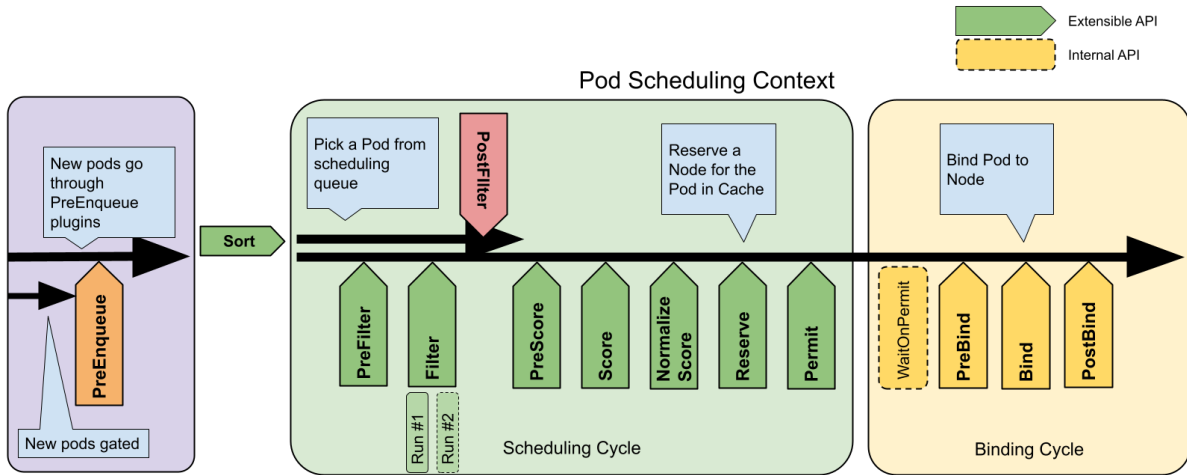 Extensible API
Internal API
Pod Scheduling Context
New pods go
through
PreEnqueue
plugins
PreEnqueue
New pods gated
Sort
Pick a Pod from
scheduling
queue
PostFIlter
Reserve a
Node for the
Pod in Cache
PreFilter
Filter
Run #1
Run #2
PreScore
Score
Normalize
Score
Reserve
Permit
Scheduling Cycle
Bind Pod to
Node
WaitOnPermit
PreBind
Bind
PostBind
Binding Cycle